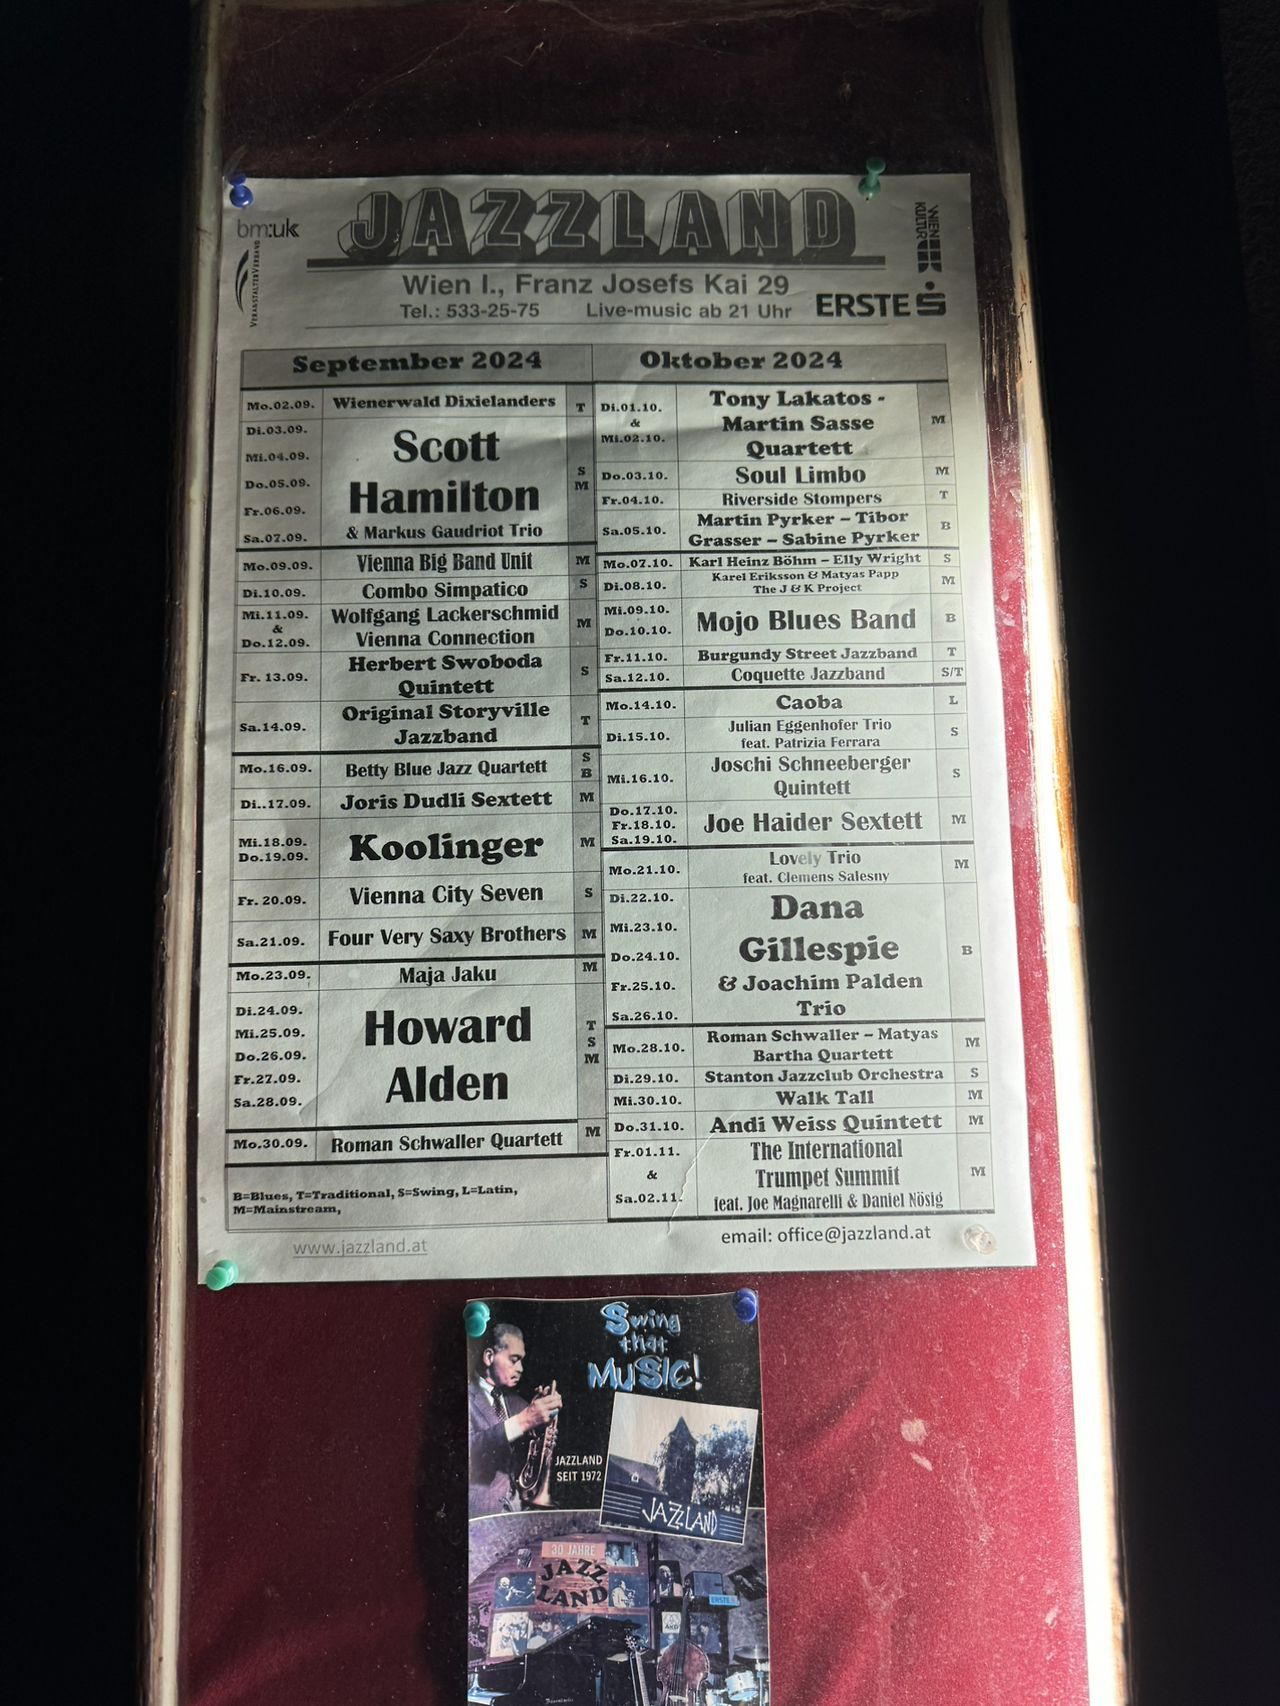 JAZZLAND
bm:uk
VERANSTALTERVERBAND
WIEN
KULTUR
Wien I., Franz Josefs Kai 29
Tel.: 533-25-75 Live-music ab 21 Uhr
ERSTE
September 2024
Mo.02.09. Wienerwald Dixielanders T
Di.03.09.
Mi.04.09.
Do.05.09.
Fr.06.09.
Sa.07.09.
Scott
Hamilton
& Markus Gaudriot Trio
S
M
Mo.09.09. Vienna Big Band Unit M
Di.10.09. Combo Simpatico S
Mi.11.09.
&
Do.12.09.
Wolfgang Lackerschmid
Vienna Connection
M
Fr. 13.09.
Herbert Swoboda
Quintett
S
Sa.14.09.
Original Storyville
Jazzband
T
Mo.16.09. Betty Blue Jazz Quartett
S
B
Di..17.09. Joris Dudli Sextett M
Mi.18.09.
Do.19.09.
Koolinger M
Fr. 20.09. Vienna City Seven S
Sa.21.09. Four Very Saxy Brothers M
Mo.23.09. Maja Jaku M
Di.24.09.
Mi.25.09.
Do.26.09.
Fr.27.09.
Sa.28.09.
Howard
Alden
T
S
M
Mo.30.09. Roman Schwaller Quartett M
B=Blues, T=Traditional, S=Swing, L=Latin,
M=Mainstream,
www.jazzland.at
Oktober 2024
Di.01.10.
&
Mi.02.10.
Tony Lakatos -
Martin Sasse
Quartett
M
Do.03.10. Soul Limbo M
Fr.04.10. Riverside Stompers T
Sa.05.10.
Martin Pyrker – Tibor
Grasser – Sabine Pyrker
B
Mo.07.10. Karl Heinz Böhm – Elly Wright S
Di.08.10.
Karel Eriksson & Matyas Papp
The J & K Project
M
Mi.09.10.
Do.10.10.
Mojo Blues Band B
Fr.11.10. Burgundy Street Jazzband T
Sa.12.10. Coquette Jazzband S/T
Mo.14.10. Caoba L
Di.15.10.
Julian Eggenhofer Trio
feat. Patrizia Ferrara
S
Mi.16.10.
Joschi Schneeberger
Quintett
S
Do.17.10.
Fr.18.10.
Sa.19.10.
Joe Haider Sextett M
Mo.21.10.
Lovely Trio
feat. Clemens Salesny
M
Di.22.10.
Mi.23.10.
Do.24.10.
Fr.25.10.
Sa.26.10.
Dana
Gillespie
& Joachim Palden
Trio
B
Mo.28.10.
Roman Schwaller – Matyas
Bartha Quartett
M
Di.29.10. Stanton Jazzclub Orchestra S
Mi.30.10. Walk Tall M
Do.31.10. Andi Weiss Quintett M
Fr.01.11.
&
Sa.02.11.
The International
Trumpet Summit
feat. Joe Magnarelli & Daniel Nösig
M
email: office@jazzland.at
Swing
that
MUSIC!
JAZZLAND
SEIT 1972
JAZZLAND
30 JAHRE
JAZZ
LAND
ERSTE